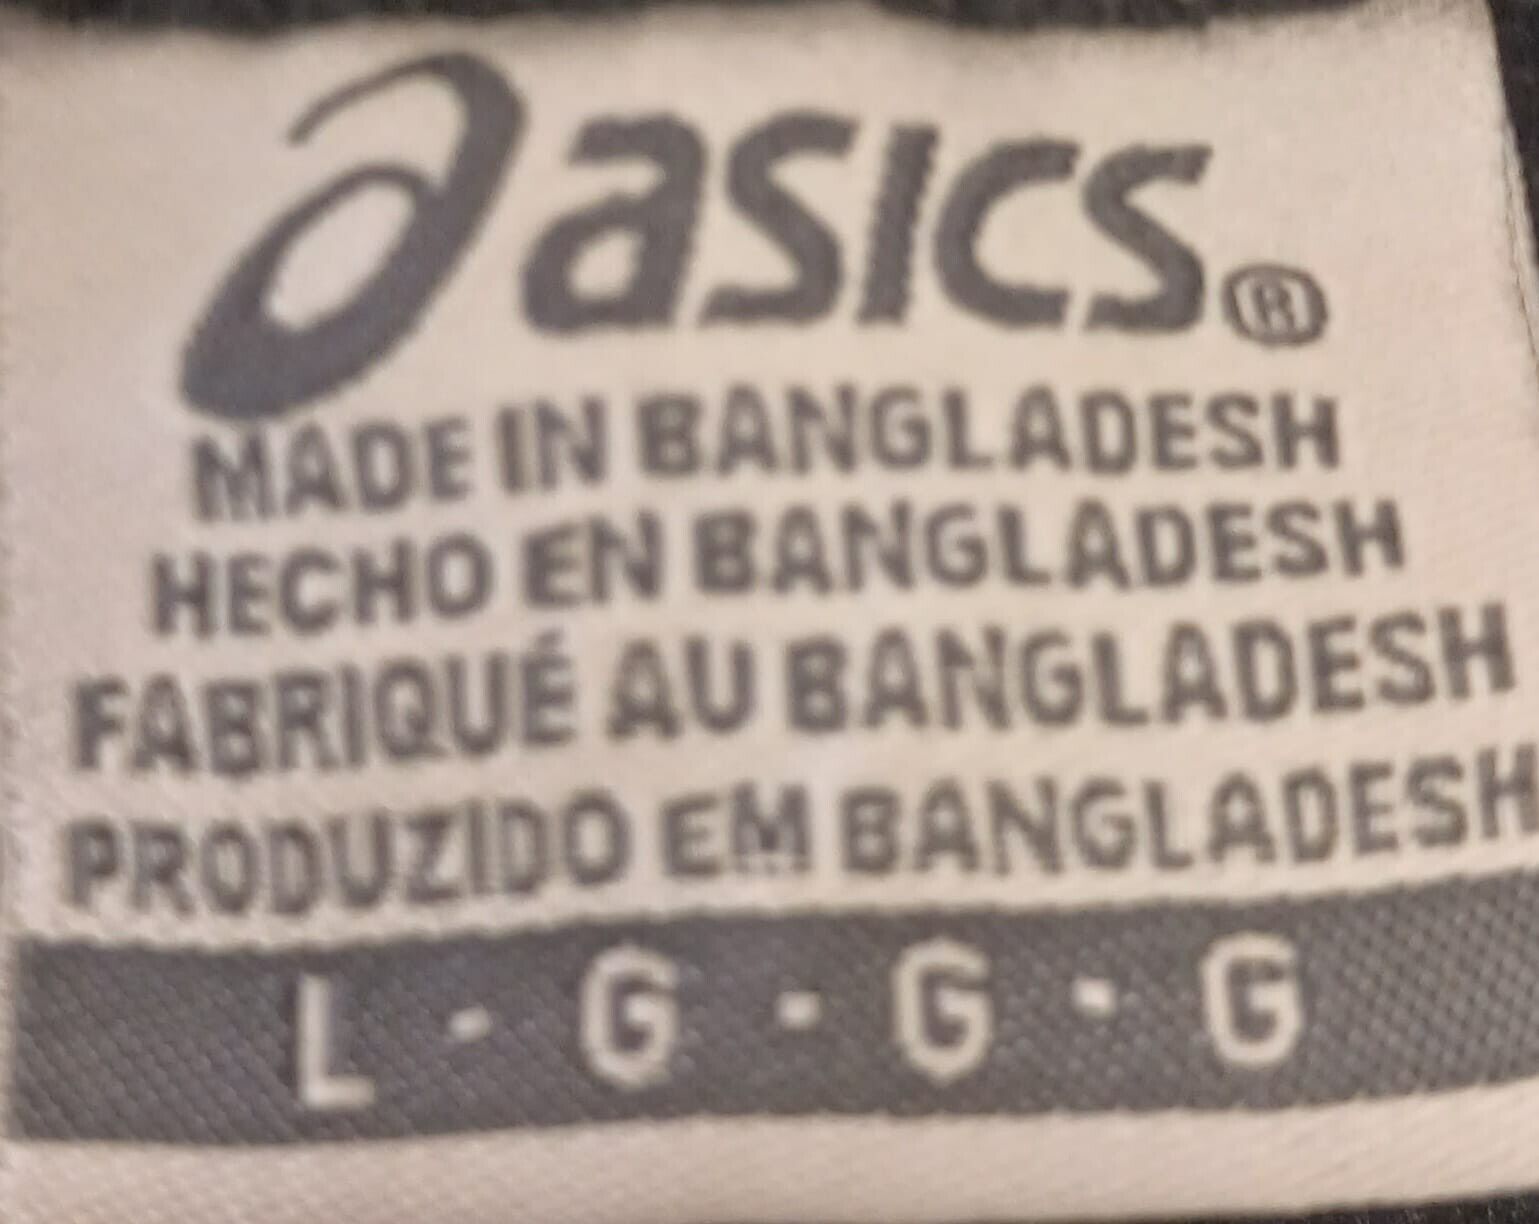 asics®
MADE IN BANGLADESH
HECHO EN BANGLADESH
FABRIQUÉ AU BANGLADESH
PRODUZIDO EM BANGLADESH
L - G - G - G